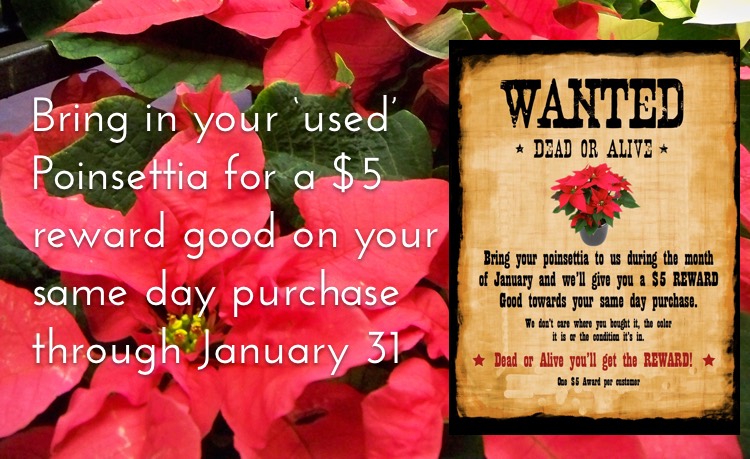 Bring in your ‘used’
Poinsettia for a $5
reward good on your
same day purchase
through January 31
WANTED
★ DEAD OR ALIVE ★
Bring your poinsettia to us during the month
of January and we'll give you a $5 REWARD
Good towards your same day purchase.
We don't care where you bought it, the color
it is or the condition it's in.
★ Dead or Alive you'll get the REWARD! ★
One $5 Award per customer